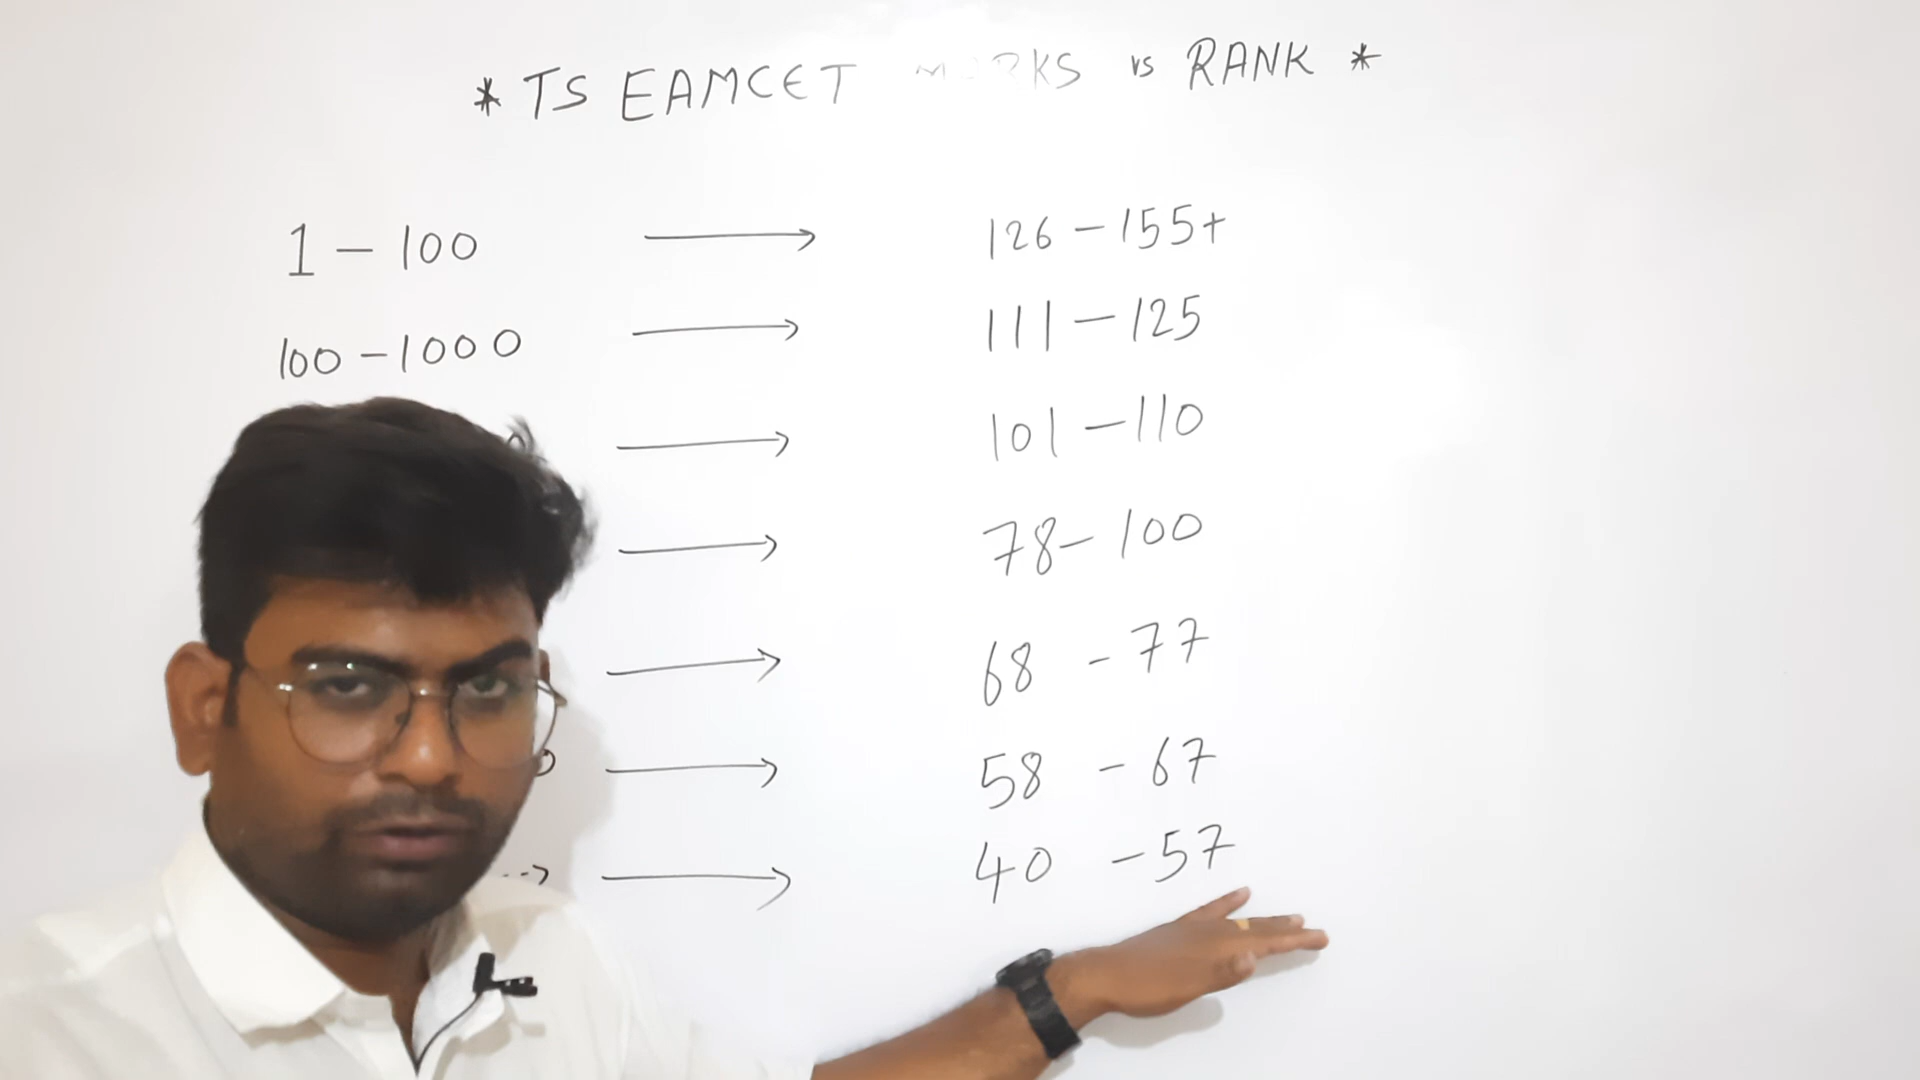 * TS EAMCET MARKS vs RANK *
1 - 100 → 126 - 155+
100 - 1000 → 111 - 125
→ 101 - 110
→ 78 - 100
→ 68 - 77
→ 58 - 67
→ 40 - 57